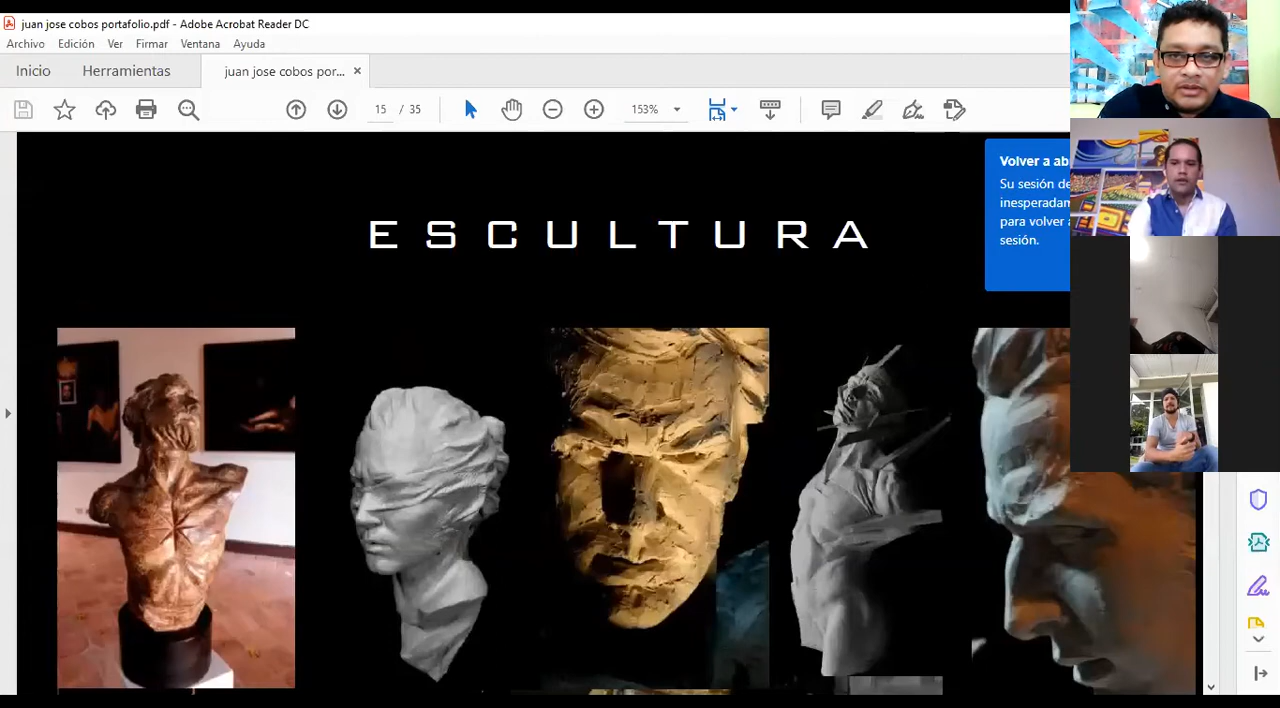 juan jose cobos portafolio.pdf - Adobe Acrobat Reader DC
Archivo Edición Ver Firmar Ventana Ayuda
Inicio Herramientas juan jose cobos por... ×
15 / 35 153%
Volver a ab
Su sesión de
inesperadam
para volver a
sesión.
ESCULTURA